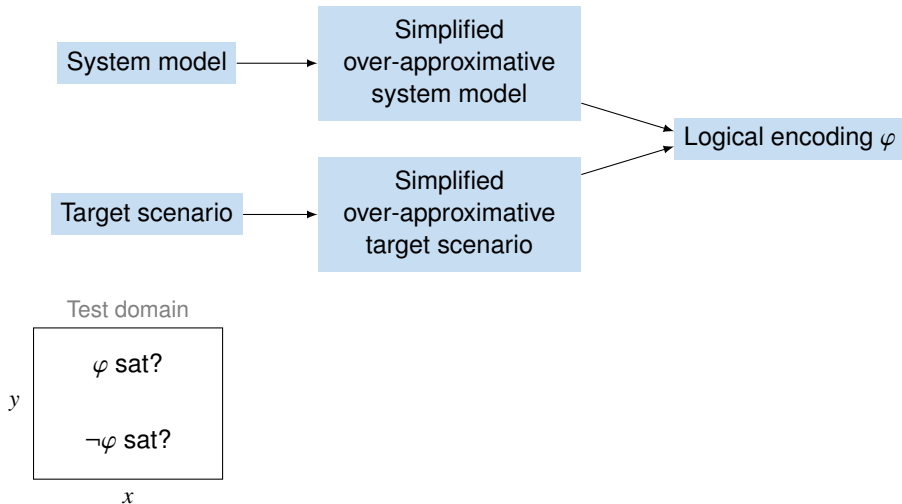 System model
Simplified
over-approximative
system model
Logical encoding φ
Target scenario
Simplified
over-approximative
target scenario
Test domain
φ sat?
y
¬φ sat?
x